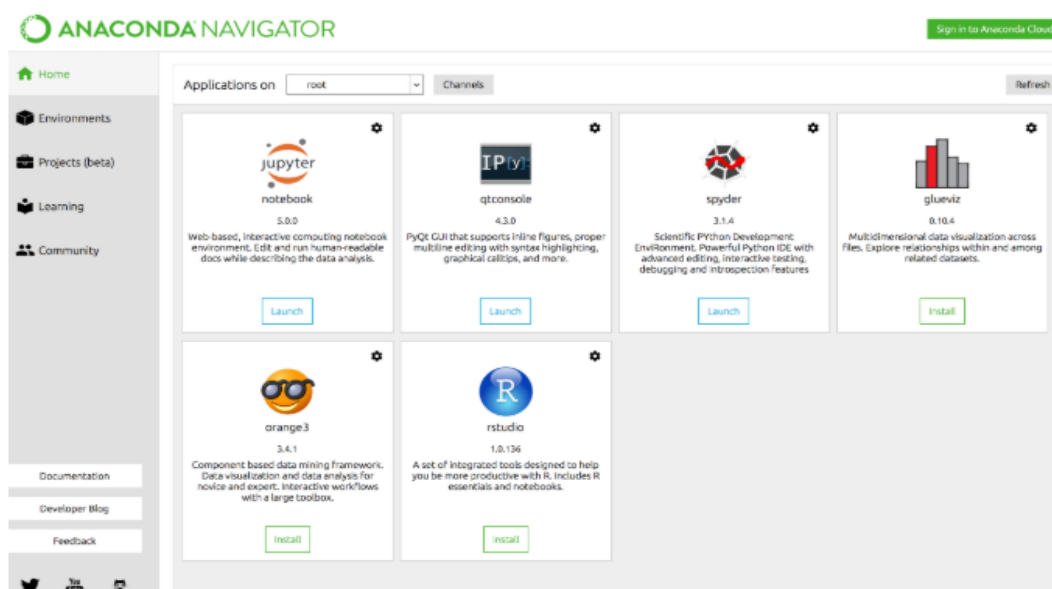 ANACONDA NAVIGATOR
Sign in to Anaconda Cloud
Home
Environments
Projects (beta)
Learning
Community
Documentation
Developer Blog
Feedback
You
Applications on
root
Channels
Refresh
jupyter
notebook
5.0.0
Web-based, interactive computing notebook
environment. Edit and run human-readable
docs while describing the data analysis.
Launch
IP[y]:
qtconsole
4.3.0
PyQt GUI that supports inline figures, proper
multiline editing with syntax highlighting,
graphical calltips, and more.
Launch
spyder
3.1.4
Scientific PYthon Development
EnviRonment. Powerful Python IDE with
advanced editing, interactive testing,
debugging and introspection features
Launch
glueviz
0.10.4
Multidimensional data visualization across
files. Explore relationships within and among
related datasets.
Install
orange3
3.4.1
Component based data mining framework.
Data visualization and data analysis for
novice and expert. Interactive workflows
with a large toolbox.
Install
R
rstudio
1.0.136
A set of integrated tools designed to help
you be more productive with R. Includes R
essentials and notebooks.
Install